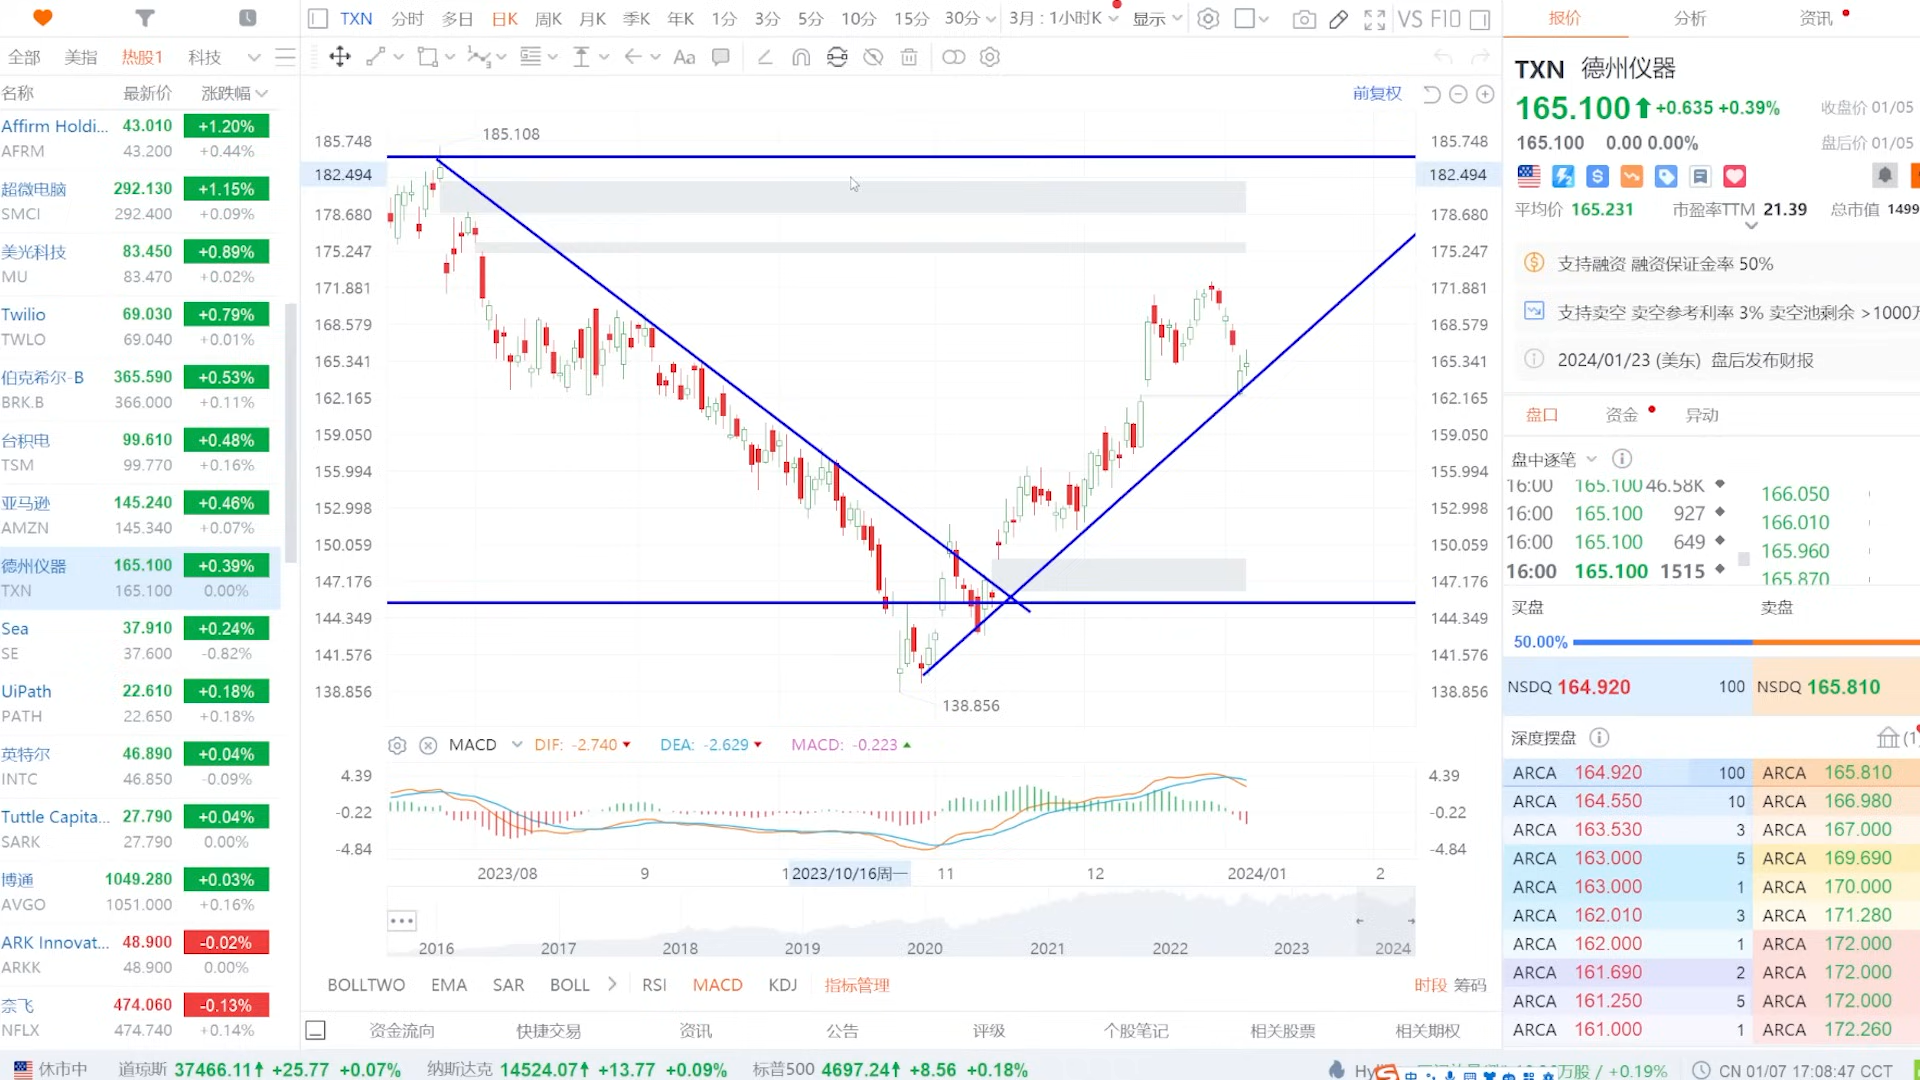 TXN 分时 多日 日K 周K 月K 季K 年K 1分 3分 5分 10分 15分 30分 3月 : 1小时K 显示 VS F10
报价 分析 资讯
全部 美指 热股1 科技
Aa
名称 最新价 涨跌幅
前复权
Affirm Holdi... 43.010 +1.20%
AFRM 43.200 +0.44%
超微电脑 292.130 +1.15%
SMCI 292.400 +0.09%
美光科技 83.450 +0.89%
MU 83.470 +0.02%
Twilio 69.030 +0.79%
TWLO 69.040 +0.01%
伯克希尔-B 365.590 +0.53%
BRK.B 366.000 +0.11%
台积电 99.610 +0.48%
TSM 99.770 +0.16%
亚马逊 145.240 +0.46%
AMZN 145.340 +0.07%
德州仪器 165.100 +0.39%
TXN 165.100 0.00%
Sea 37.910 +0.24%
SE 37.600 -0.82%
UiPath 22.610 +0.18%
PATH 22.650 +0.18%
英特尔 46.890 +0.04%
INTC 46.850 -0.09%
Tuttle Capita... 27.790 +0.04%
SARK 27.790 0.00%
博通 1049.280 +0.03%
AVGO 1051.000 +0.16%
ARK Innovat... 48.900 -0.02%
ARKK 48.900 0.00%
奈飞 474.060 -0.13%
NFLX 474.740 +0.14%
185.108
185.748 185.748
182.494 182.494
178.680 178.680
175.247 175.247
171.881 171.881
168.579 168.579
165.341 165.341
162.165 162.165
159.050 159.050
155.994 155.994
152.998 152.998
150.059 150.059
147.176 147.176
144.349 144.349
141.576 141.576
138.856 138.856
138.856
MACD DIF: -2.740 DEA: -2.629 MACD: -0.223
4.39 4.39
-0.22 -0.22
-4.84 -4.84
2023/08 9 1 2023/10/16周一 11 12 2024/01 2
2016 2017 2018 2019 2020 2021 2022 2023 2024
BOLLTWO EMA SAR BOLL RSI MACD KDJ 指标管理 时段 筹码
资金流向 快捷交易 资讯 公告 评级 个股笔记 相关股票 相关期权
TXN 德州仪器
165.100 +0.635 +0.39% 收盘价 01/05
165.100 0.00 0.00% 盘后价 01/05
平均价 165.231 市盈率TTM 21.39 总市值 1499
支持融资 融资保证金率 50%
支持卖空 卖空参考利率 3% 卖空池剩余 >1000万
2024/01/23 (美东) 盘后发布财报
盘口 资金 异动
盘中逐笔
16:00 165.100 46.58K
16:00 165.100 927
16:00 165.100 649
16:00 165.100 1515
166.050
166.010
165.960
165.870
买盘 卖盘
50.00%
NSDQ 164.920 100 NSDQ 165.810
深度摆盘 (1
ARCA 164.920 100 ARCA 165.810
ARCA 164.550 10 ARCA 166.980
ARCA 163.530 3 ARCA 167.000
ARCA 163.000 5 ARCA 169.690
ARCA 163.000 1 ARCA 170.000
ARCA 162.010 3 ARCA 171.280
ARCA 162.000 1 ARCA 172.000
ARCA 161.690 2 ARCA 172.000
ARCA 161.250 5 ARCA 172.000
ARCA 161.000 1 ARCA 172.260
休市中 道琼斯 37466.11 +25.77 +0.07% 纳斯达克 14524.07 +13.77 +0.09% 标普500 4697.24 +8.56 +0.18% 万股 / +0.19% CN 01/07 17:08:47 CCT